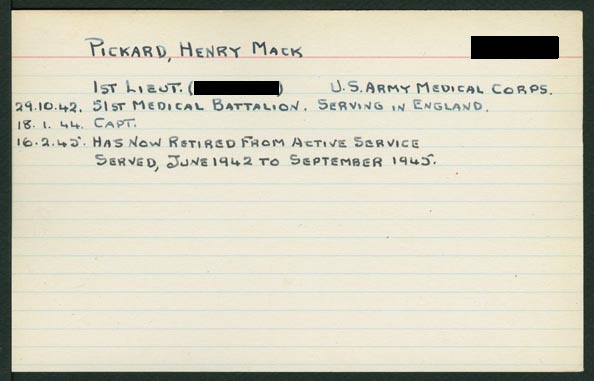 PICKARD, HENRY MACK
1ST LIEUT. ( ) U.S. ARMY MEDICAL CORPS.
29.10.42. 51ST MEDICAL BATTALION. SERVING IN ENGLAND.
18. 1. 44. CAPT.
16.2.45. HAS NOW RETIRED FROM ACTIVE SERVICE
SERVED, JUNE 1942 TO SEPTEMBER 1945.